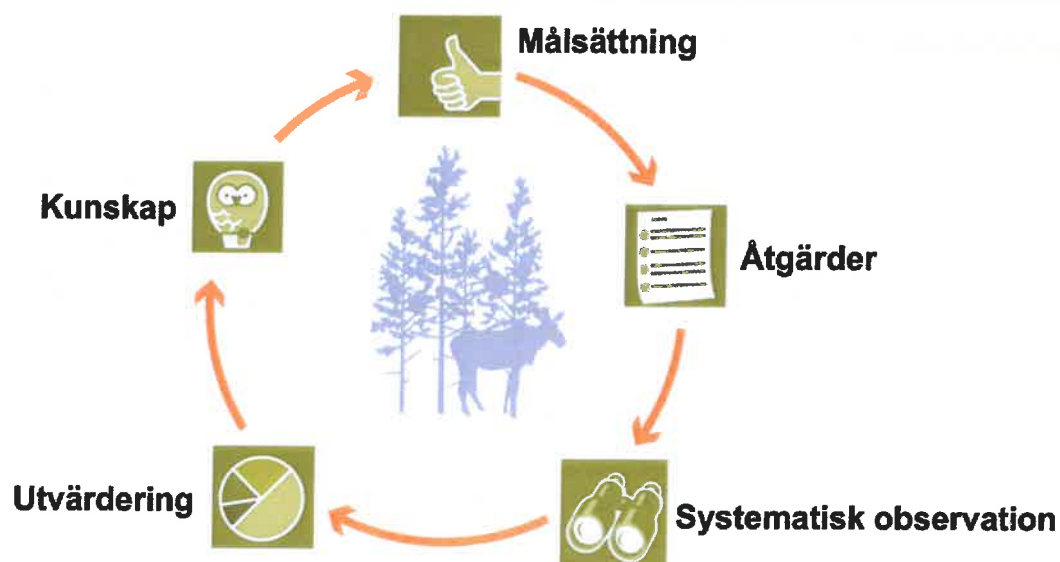 Målsättning
Åtgärder
Systematisk observation
Utvärdering
Kunskap